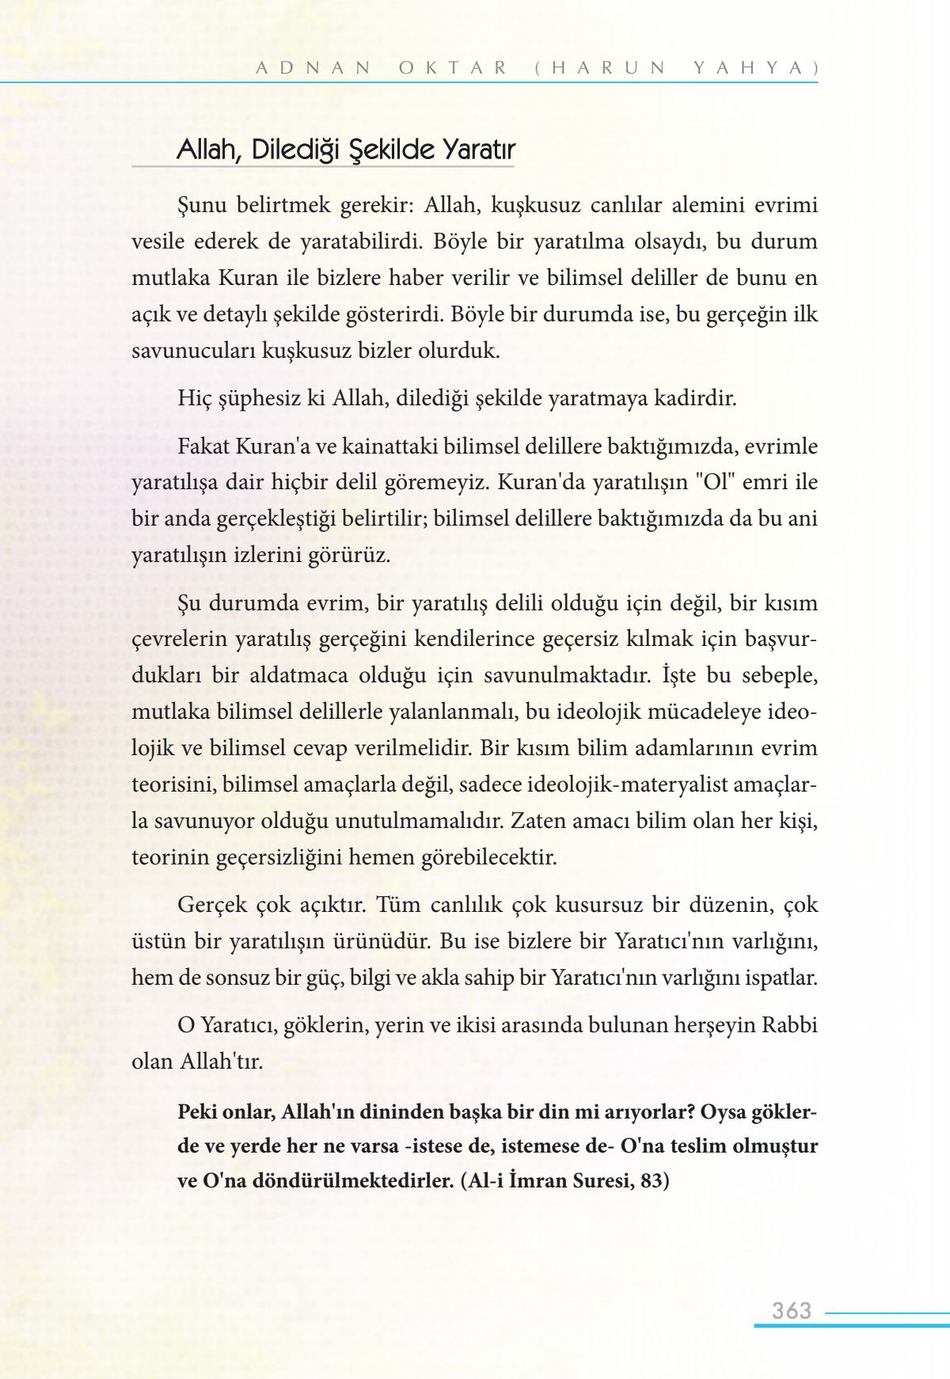 ADNAN OKTAR (HARUN YAHYA)
Allah, Dilediği Şekilde Yaratır
Şunu belirtmek gerekir: Allah, kuşkusuz canlılar alemini evrimi
vesile ederek de yaratabilirdi. Böyle bir yaratılma olsaydı, bu durum
mutlaka Kuran ile bizlere haber verilir ve bilimsel deliller de bunu en
açık ve detaylı şekilde gösterirdi. Böyle bir durumda ise, bu gerçeğin ilk
savunucuları kuşkusuz bizler olurduk.
Hiç şüphesiz ki Allah, dilediği şekilde yaratmaya kadirdir.
Fakat Kuran'a ve kainattaki bilimsel delillere baktığımızda, evrimle
yaratılışa dair hiçbir delil göremeyiz. Kuran'da yaratılışın "Ol" emri ile
bir anda gerçekleştiği belirtilir; bilimsel delillere baktığımızda da bu ani
yaratılışın izlerini görürüz.
Şu durumda evrim, bir yaratılış delili olduğu için değil, bir kısım
çevrelerin yaratılış gerçeğini kendilerince geçersiz kılmak için başvur-
dukları bir aldatmaca olduğu için savunulmaktadır. İşte bu sebeple,
mutlaka bilimsel delillerle yalanlanmalı, bu ideolojik mücadeleye ideo-
lojik ve bilimsel cevap verilmelidir. Bir kısım bilim adamlarının evrim
teorisini, bilimsel amaçlarla değil, sadece ideolojik-materyalist amaçlar-
la savunuyor olduğu unutulmamalıdır. Zaten amacı bilim olan her kişi,
teorinin geçersizliğini hemen görebilecektir.
Gerçek çok açıktır. Tüm canlılık çok kusursuz bir düzenin, çok
üstün bir yaratılışın ürünüdür. Bu ise bizlere bir Yaratıcı'nın varlığını,
hem de sonsuz bir güç, bilgi ve akla sahip bir Yaratıcı'nın varlığını ispatlar.
O Yaratıcı, göklerin, yerin ve ikisi arasında bulunan herşeyin Rabbi
olan Allah'tır.
Peki onlar, Allah'ın dininden başka bir din mi arıyorlar? Oysa gökler-
de ve yerde her ne varsa -istese de, istemese de- O'na teslim olmuştur
ve O'na döndürülmektedirler. (Al-i İmran Suresi, 83)
363